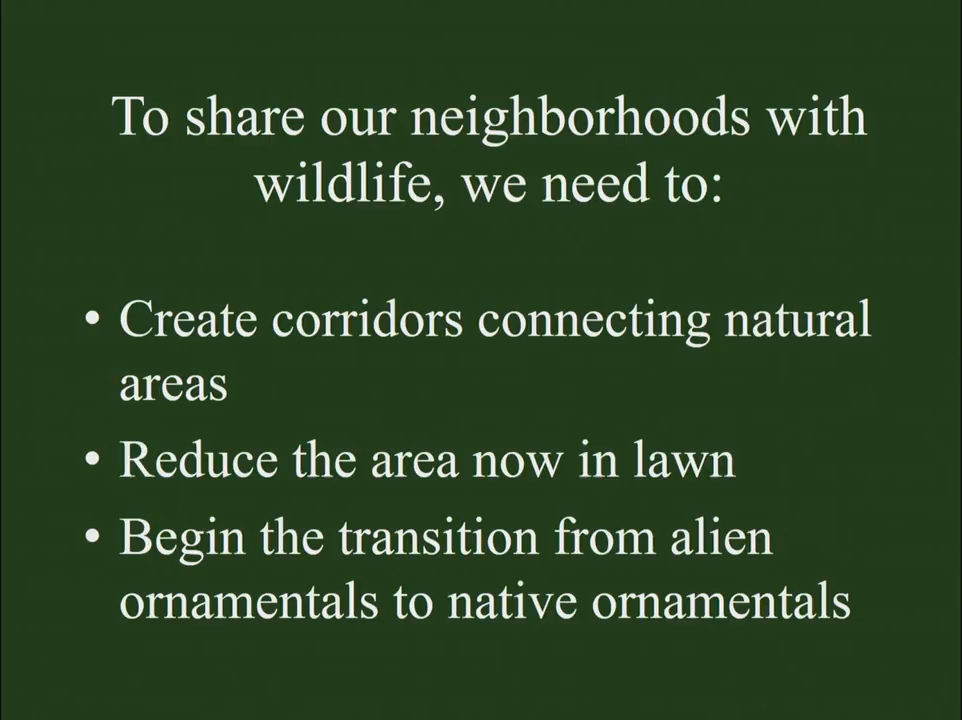 To share our neighborhoods with
wildlife, we need to:
• Create corridors connecting natural
areas
• Reduce the area now in lawn
• Begin the transition from alien
ornamentals to native ornamentals